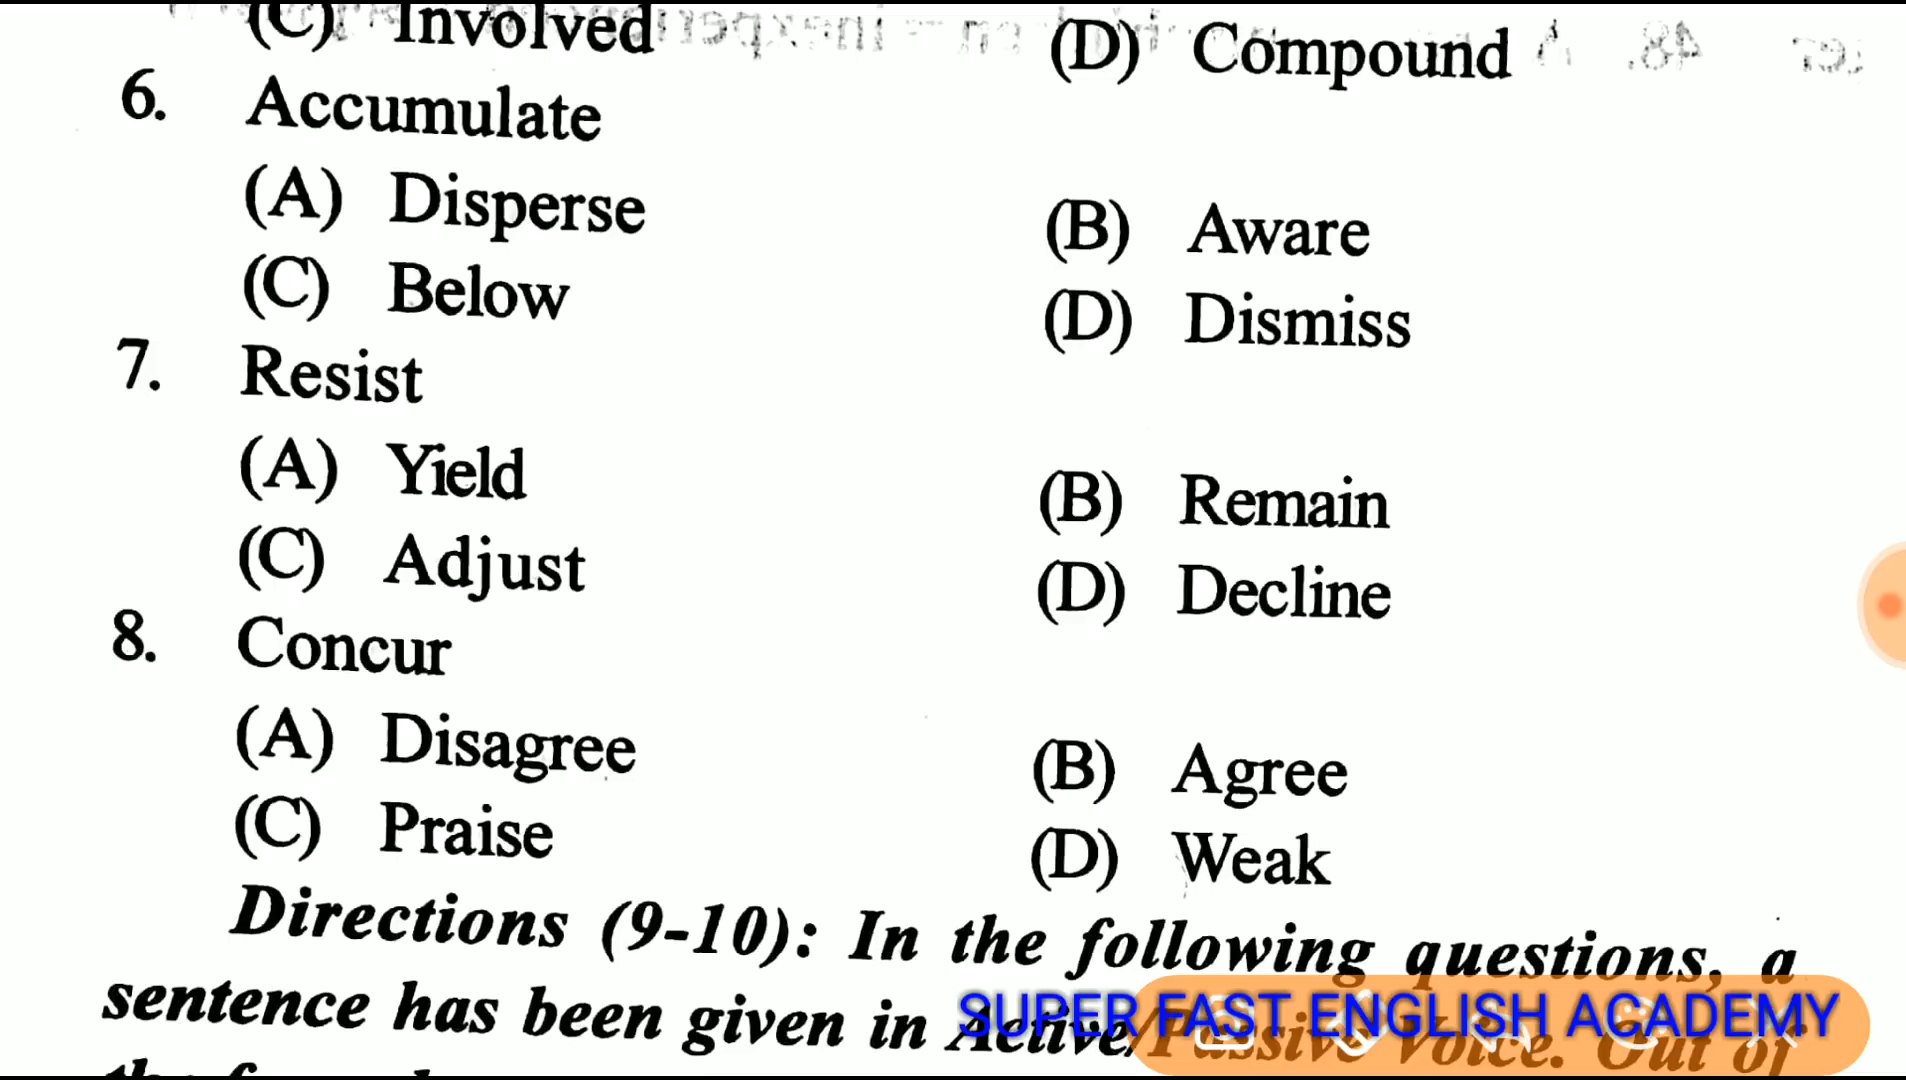 (C) Involved (D) Compound
6. Accumulate
(A) Disperse (B) Aware
(C) Below (D) Dismiss
7. Resist
(A) Yield (B) Remain
(C) Adjust (D) Decline
8. Concur
(A) Disagree (B) Agree
(C) Praise (D) Weak
Directions (9-10): In the following questions, a
sentence has been given in Active/Passive Voice. Out of
SUPER FAST ENGLISH ACADEMY